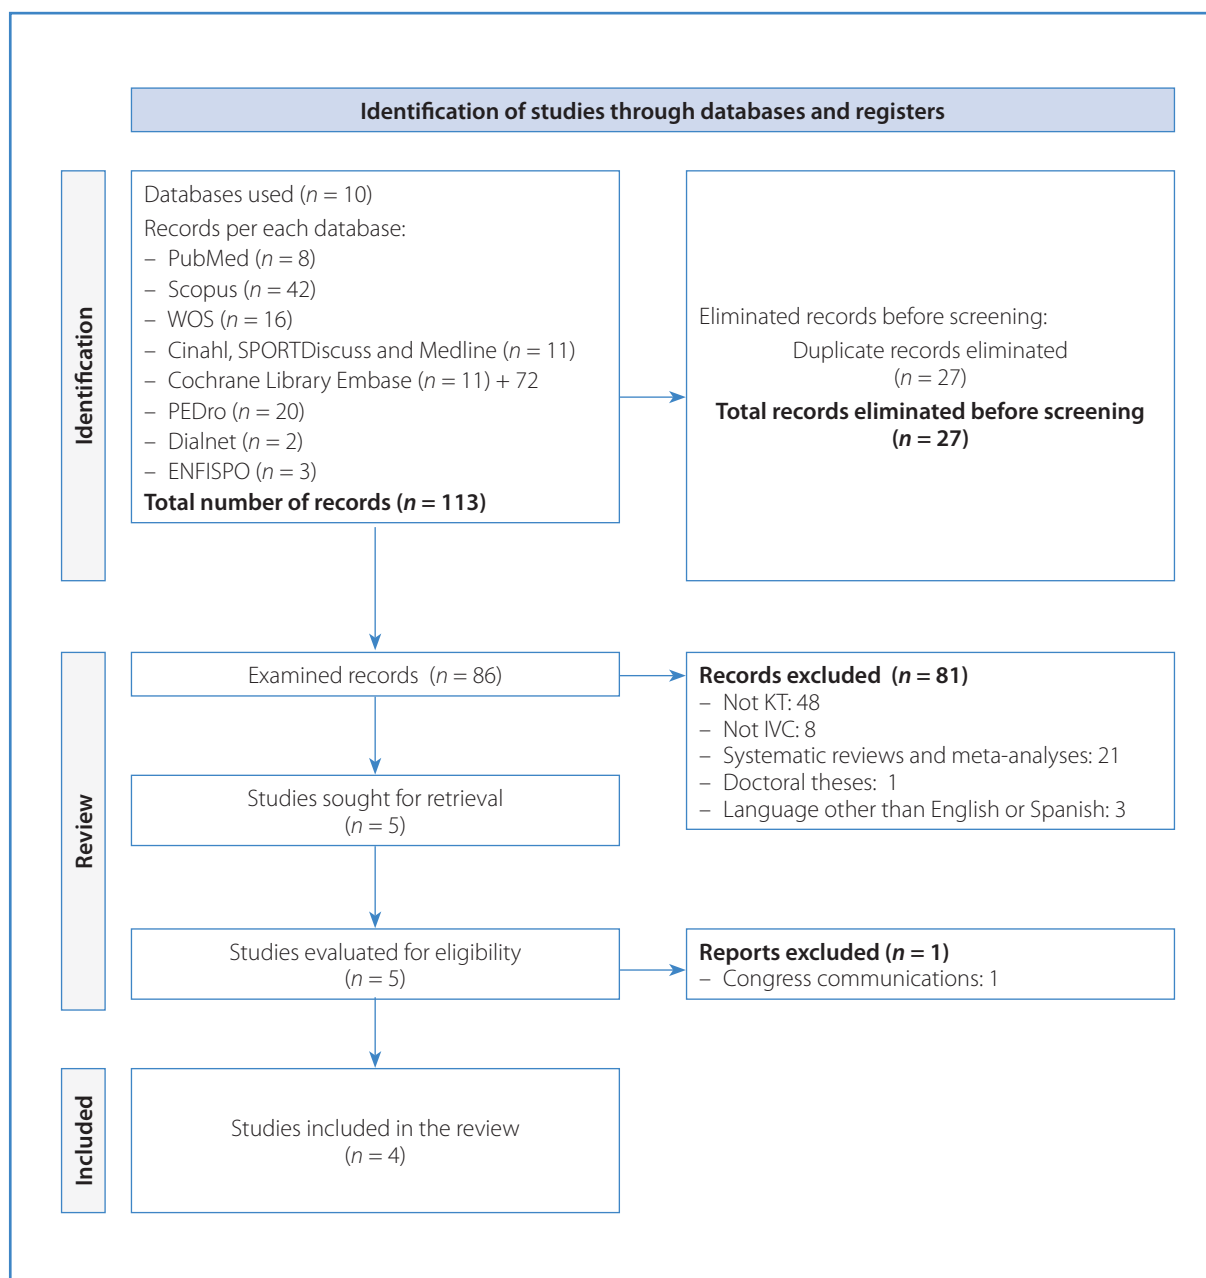 Identification of studies through databases and registers
Identification
Databases used (n = 10)
Records per each database:
– PubMed (n = 8)
– Scopus (n = 42)
– WOS (n = 16)
– Cinahl, SPORTDiscuss and Medline (n = 11)
– Cochrane Library Embase (n = 11) + 72
– PEDro (n = 20)
– Dialnet (n = 2)
– ENFISPO (n = 3)
Total number of records (n = 113)
Eliminated records before screening:
Duplicate records eliminated
(n = 27)
Total records eliminated before screening
(n = 27)
Review
Examined records (n = 86)
Records excluded (n = 81)
– Not KT: 48
– Not IVC: 8
– Systematic reviews and meta-analyses: 21
– Doctoral theses: 1
– Language other than English or Spanish: 3
Studies sought for retrieval
(n = 5)
Studies evaluated for eligibility
(n = 5)
Reports excluded (n = 1)
– Congress communications: 1
Included
Studies included in the review
(n = 4)